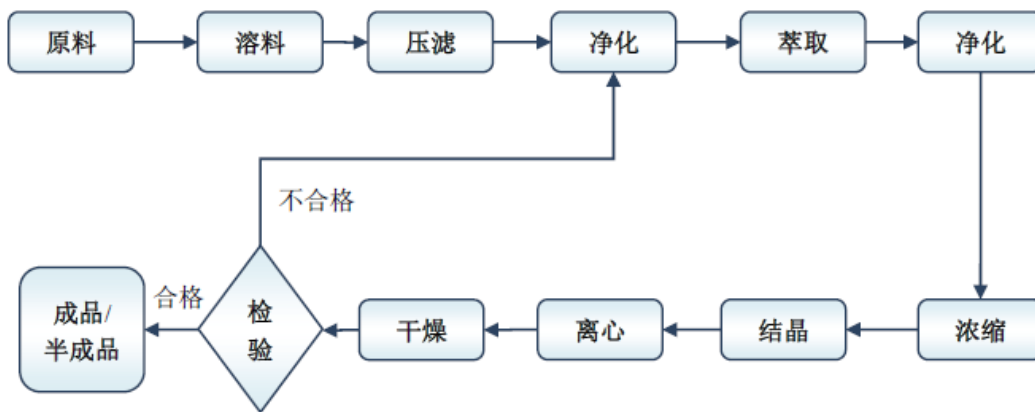 原料
溶料
压滤
净化
萃取
净化
不合格
成品/
半成品
合格
检
验
干燥
离心
结晶
浓缩